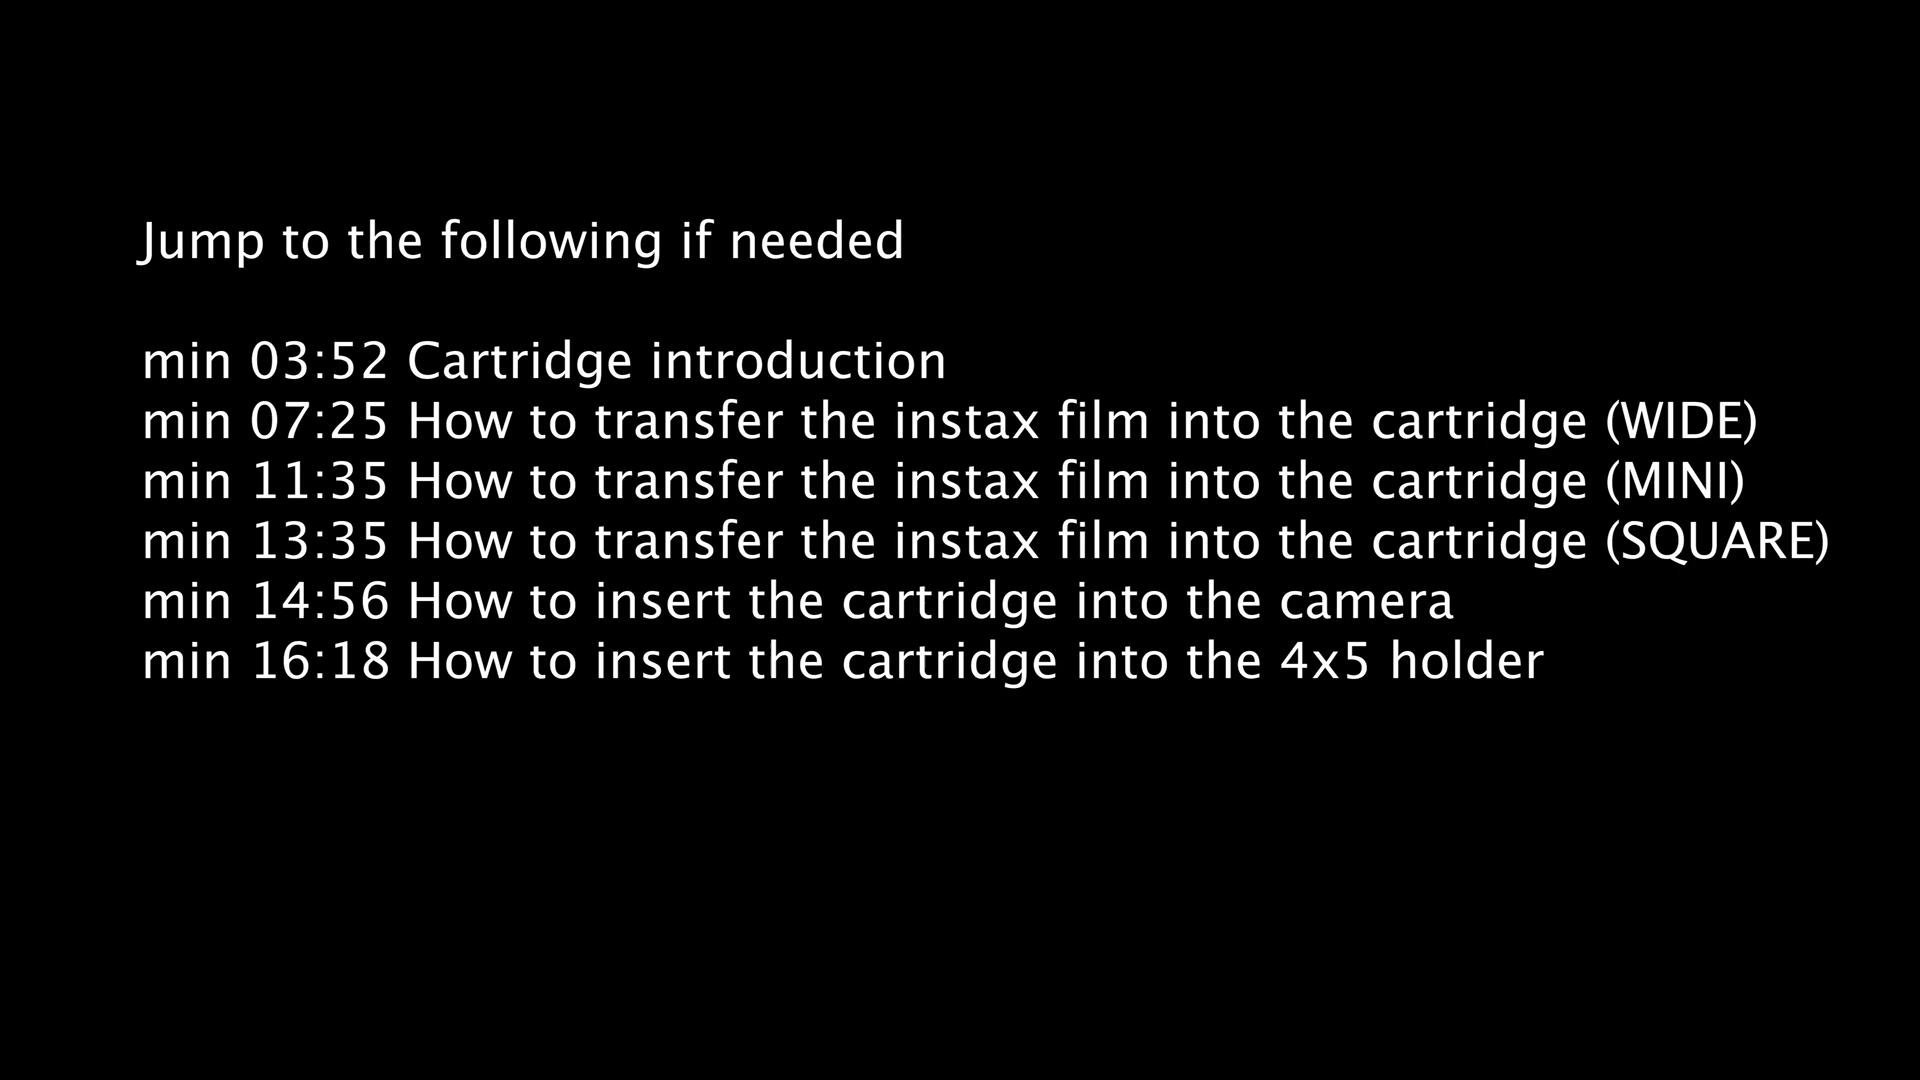 Jump to the following if needed
min 03:52 Cartridge introduction
min 07:25 How to transfer the instax film into the cartridge (WIDE)
min 11:35 How to transfer the instax film into the cartridge (MINI)
min 13:35 How to transfer the instax film into the cartridge (SQUARE)
min 14:56 How to insert the cartridge into the camera
min 16:18 How to insert the cartridge into the 4x5 holder